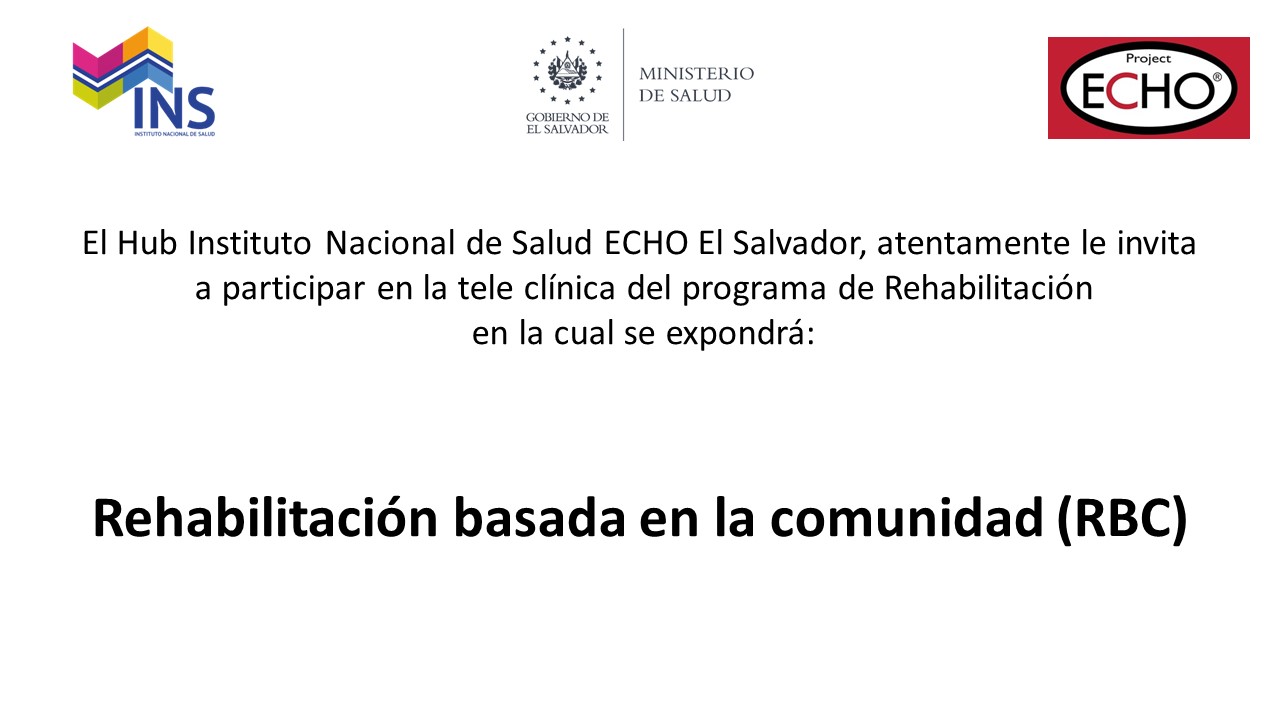 INS
INSTITUTO NACIONAL DE SALUD
GOBIERNO DE
EL SALVADOR
MINISTERIO
DE SALUD
Project
ECHO®
El Hub Instituto Nacional de Salud ECHO El Salvador, atentamente le invita
a participar en la tele clínica del programa de Rehabilitación
en la cual se expondrá:
Rehabilitación basada en la comunidad (RBC)